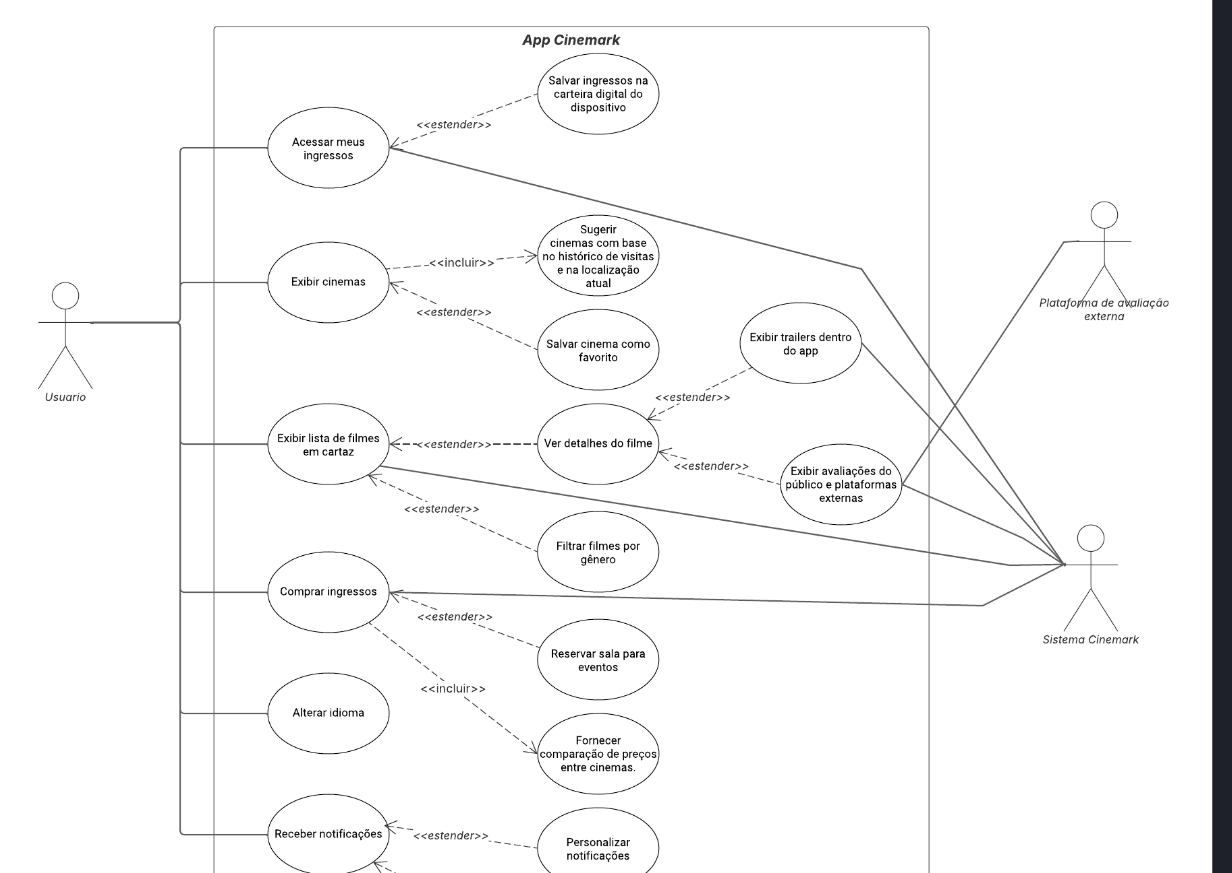 App Cinemark
Salvar ingressos na
carteira digital do
dispositivo
<<estender>>
Acessar meus
ingressos
Sugerir
cinemas com base
no histórico de visitas
e na localização
atual
<<incluir>>
Exibir cinemas
<<estender>>
Salvar cinema como
favorito
Plataforma de avaliação
externa
Usuario
Exibir trailers dentro
do app
<<estender>>
Exibir lista de filmes
em cartaz
<<estender>>
Ver detalhes do filme
<<estender>>
Exibir avaliações do
público e plataformas
externas
<<estender>>
Filtrar filmes por
gênero
Comprar ingressos
<<estender>>
Reservar sala para
eventos
Sistema Cinemark
<<incluir>>
Alterar idioma
Fornecer
comparação de preços
entre cinemas.
Receber notificações
<<estender>>
Personalizar
notificações